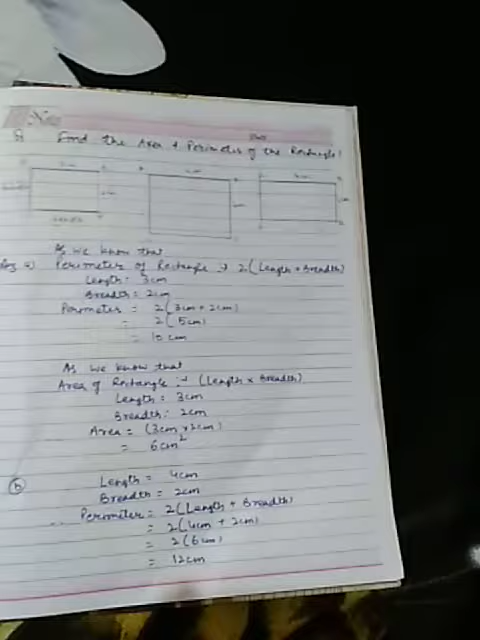 Find the Area & Perimeter of the Rectangle!
As we know that
Perimeter of Rectangle :→ 2(Length + Breadth)
Length = 3cm
Breadth = 2cm
Perimeter = 2(3cm + 2cm)
= 2(5cm)
= 10 cm
As we know that
Area of Rectangle :→ (Length x Breadth)
Length = 3cm
Breadth = 2cm
Area = (3cm x 2cm)
= 6cm²
(b) Length = 4cm
Breadth = 2cm
Perimeter = 2(Length + Breadth)
= 2(4cm + 2cm)
= 2(6cm)
= 12cm